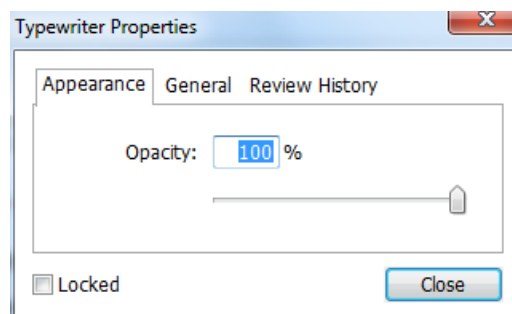 Typewriter Properties
X
Appearance General Review History
Opacity: 100 %
Locked
Close